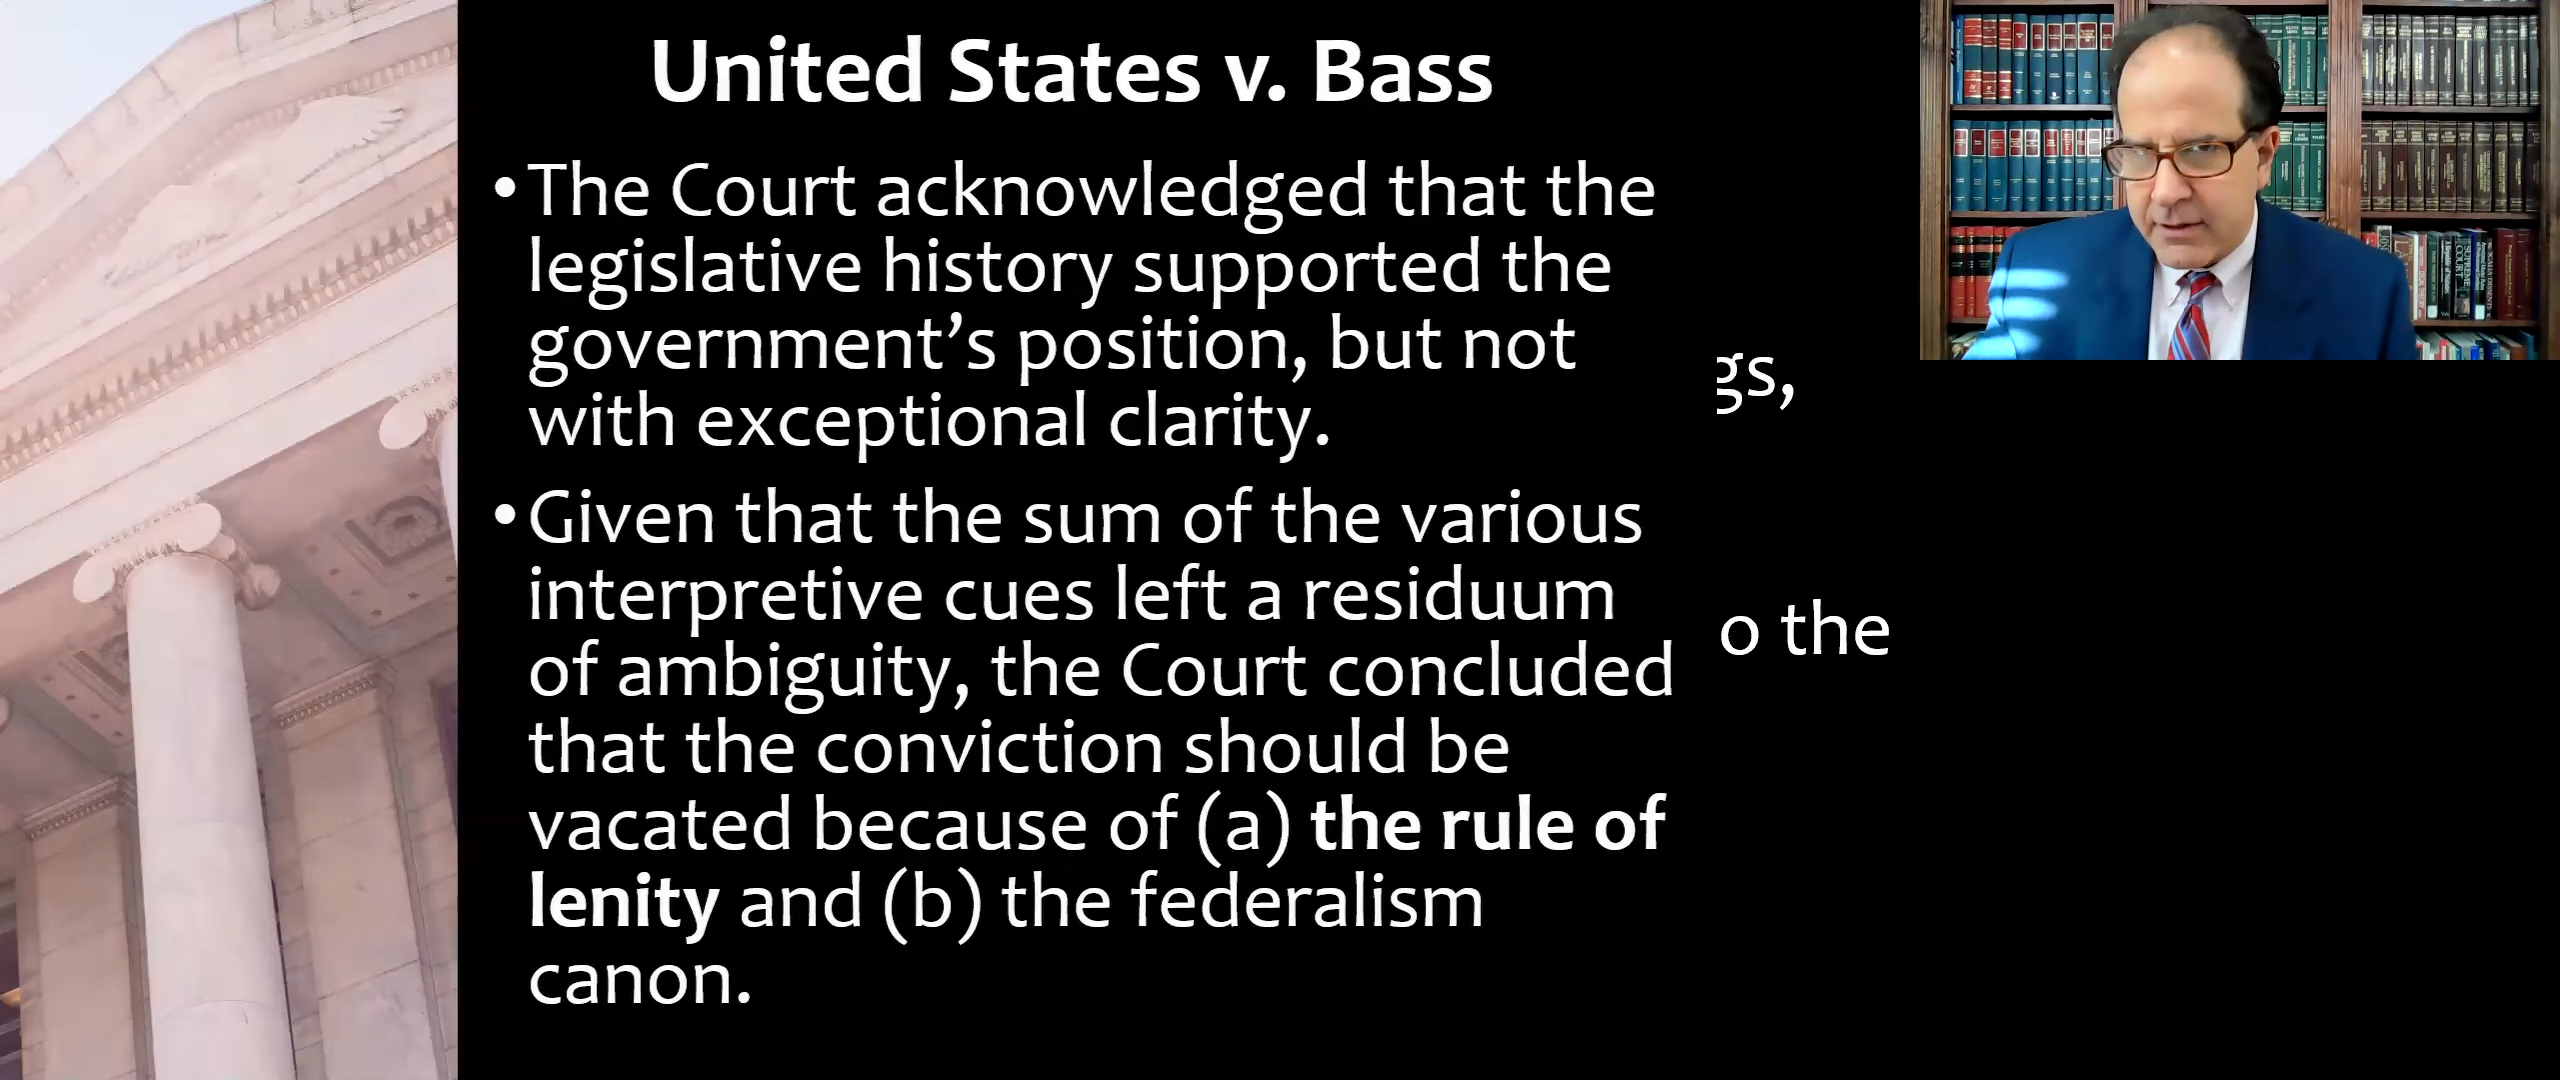 United States v. Bass
•The Court acknowledged that the
legislative history supported the
government’s position, but not
with exceptional clarity.
•Given that the sum of the various
interpretive cues left a residuum
of ambiguity, the Court concluded
that the conviction should be
vacated because of (a) the rule of
lenity and (b) the federalism
canon.
gs,
o the